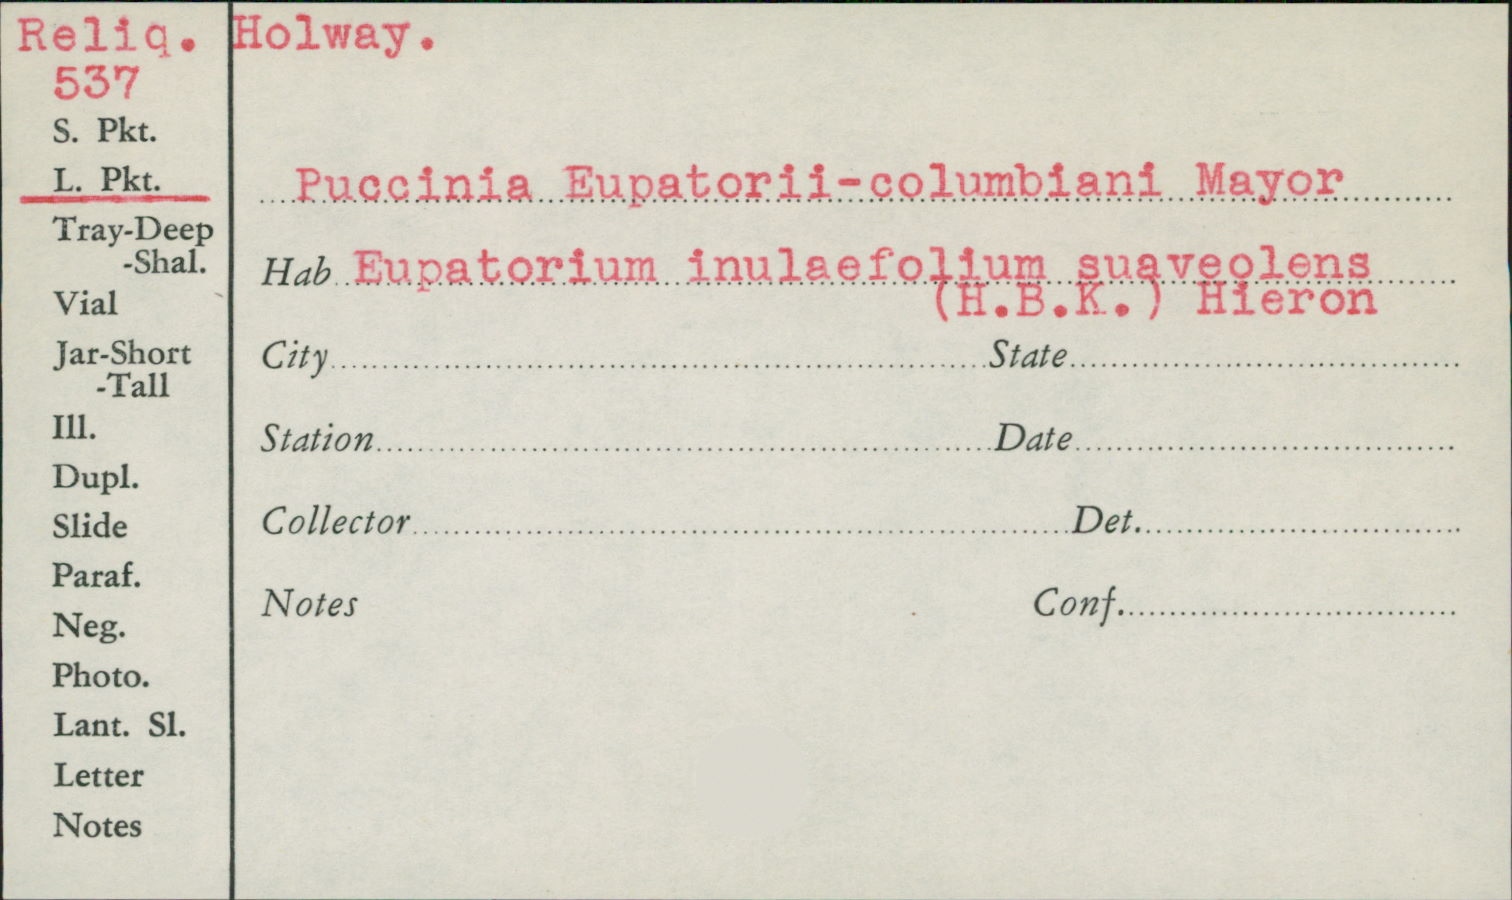 Reliq. Holway.
537
S. Pkt.
L. Pkt.
Tray-Deep
-Shal.
Vial
Jar-Short
-Tall
Ill.
Dupl.
Slide
Paraf.
Neg.
Photo.
Lant. Sl.
Letter
Notes
Puccinia Eupatorii-columbiani Mayor
Hab Eupatorium inulaefolium suaveolens
(H.B.K.) Hieron
City State
Station Date
Collector Det.
Notes Conf.